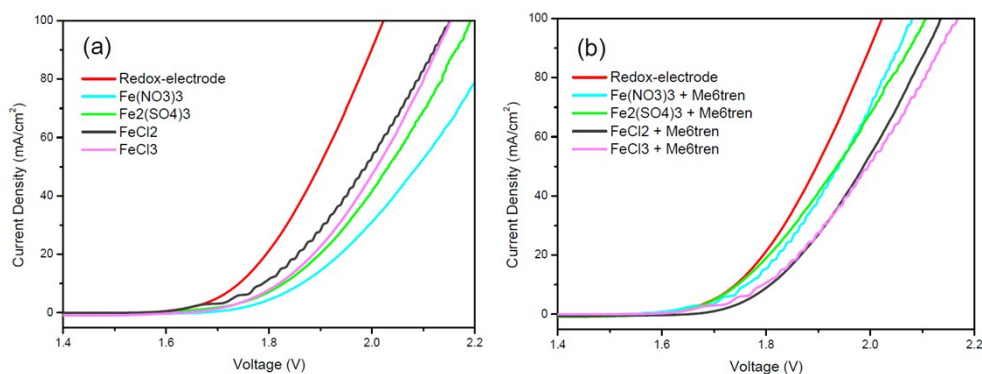 (a)
Redox-electrode
Fe(NO3)3
Fe2(SO4)3
FeCl2
FeCl3
Current Density (mA/cm²)
100
80
60
40
20
0
1.4
1.6
1.8
2.0
2.2
Voltage (V)
(b)
Redox-electrode
Fe(NO3)3 + Me6tren
Fe2(SO4)3 + Me6tren
FeCl2 + Me6tren
FeCl3 + Me6tren
Current Density (mA/cm²)
100
80
60
40
20
0
1.4
1.6
1.8
2.0
2.2
Voltage (V)